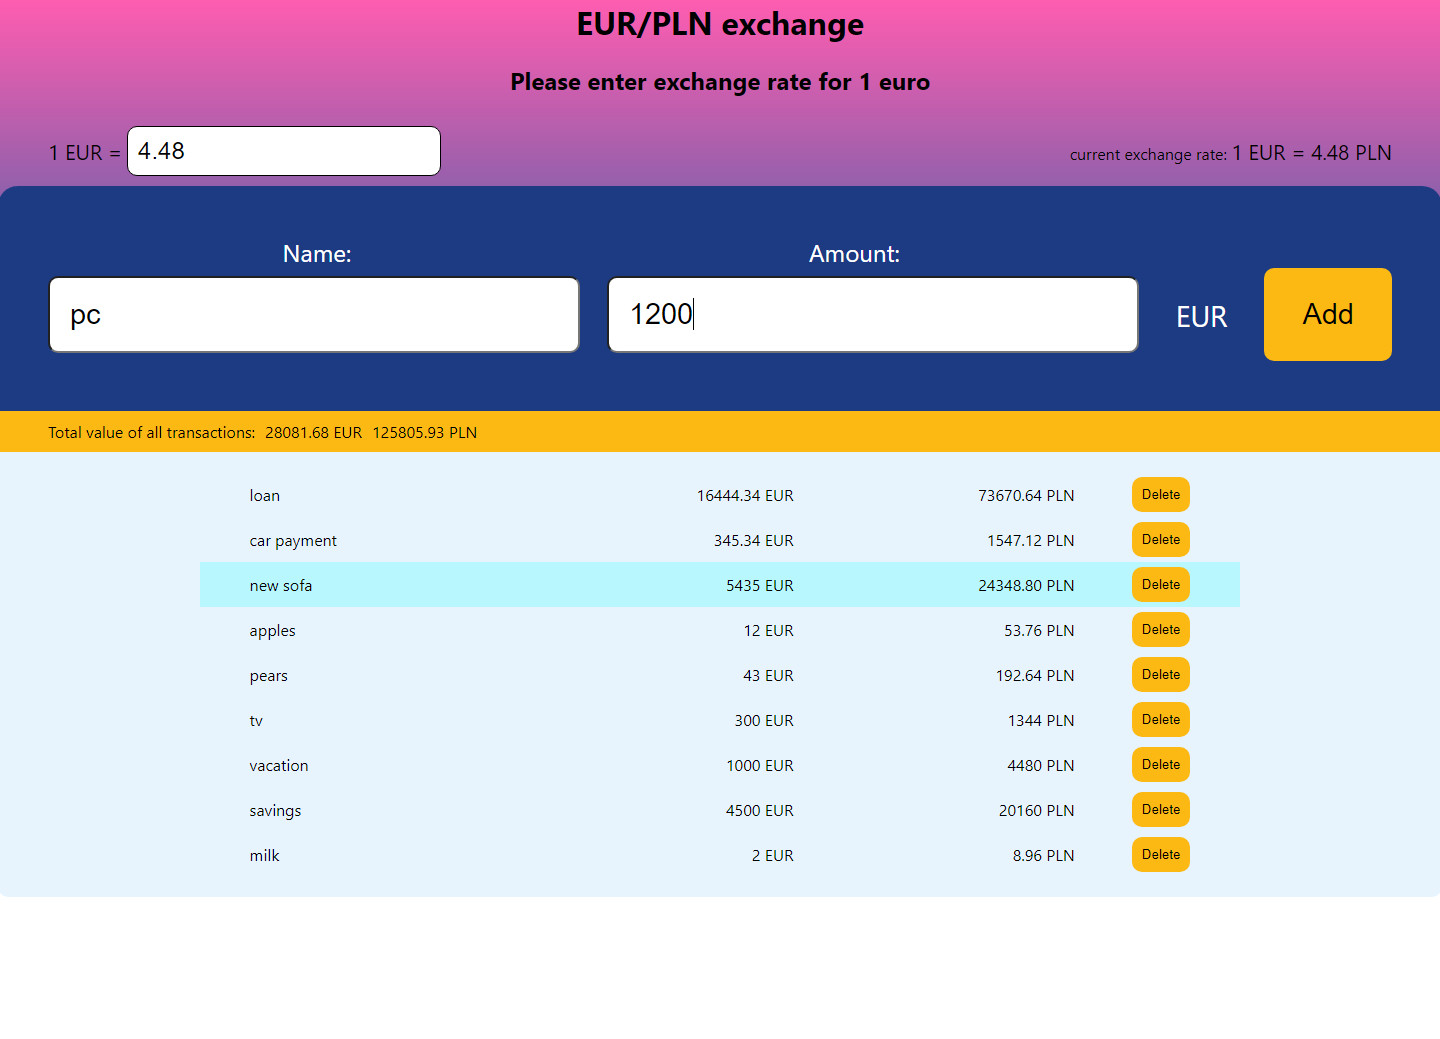 EUR/PLN exchange
Please enter exchange rate for 1 euro
1 EUR = 4.48
current exchange rate: 1 EUR = 4.48 PLN
Name: Amount:
pc 1200 EUR Add
Total value of all transactions: 28081.68 EUR 125805.93 PLN
loan 16444.34 EUR 73670.64 PLN Delete
car payment 345.34 EUR 1547.12 PLN Delete
new sofa 5435 EUR 24348.80 PLN Delete
apples 12 EUR 53.76 PLN Delete
pears 43 EUR 192.64 PLN Delete
tv 300 EUR 1344 PLN Delete
vacation 1000 EUR 4480 PLN Delete
savings 4500 EUR 20160 PLN Delete
milk 2 EUR 8.96 PLN Delete